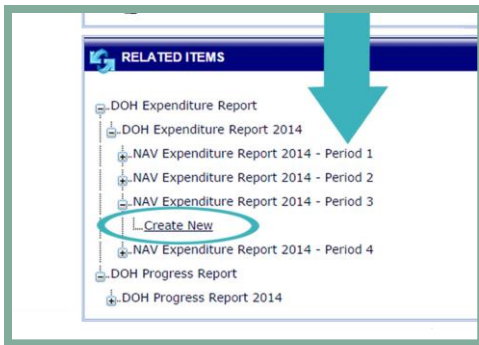 RELATED ITEMS
DOH Expenditure Report
DOH Expenditure Report 2014
NAV Expenditure Report 2014 - Period 1
NAV Expenditure Report 2014 - Period 2
NAV Expenditure Report 2014 - Period 3
Create New
NAV Expenditure Report 2014 - Period 4
DOH Progress Report
DOH Progress Report 2014